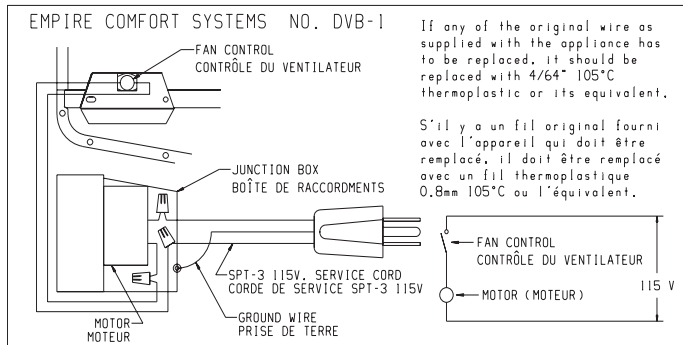 EMPIRE COMFORT SYSTEMS NO. DVB-1
FAN CONTROL
CONTRÔLE DU VENTILATEUR
JUNCTION BOX
BOÎTE DE RACCORDMENTS
SPT-3 115V. SERVICE CORD
CORDE DE SERVICE SPT-3 115V
GROUND WIRE
PRISE DE TERRE
MOTOR
MOTEUR
If any of the original wire as
supplied with the appliance has
to be replaced, it should be
replaced with 4/64" 105°C
thermoplastic or its equivalent.
S'il y a un fil original fourni
avec l'appareil qui doit être
remplacé, il doit être remplacé
avec un fil thermoplastique
0.8mm 105°C ou l'équivalent.
FAN CONTROL
CONTRÔLE DU VENTILATEUR
115 V
MOTOR (MOTEUR)